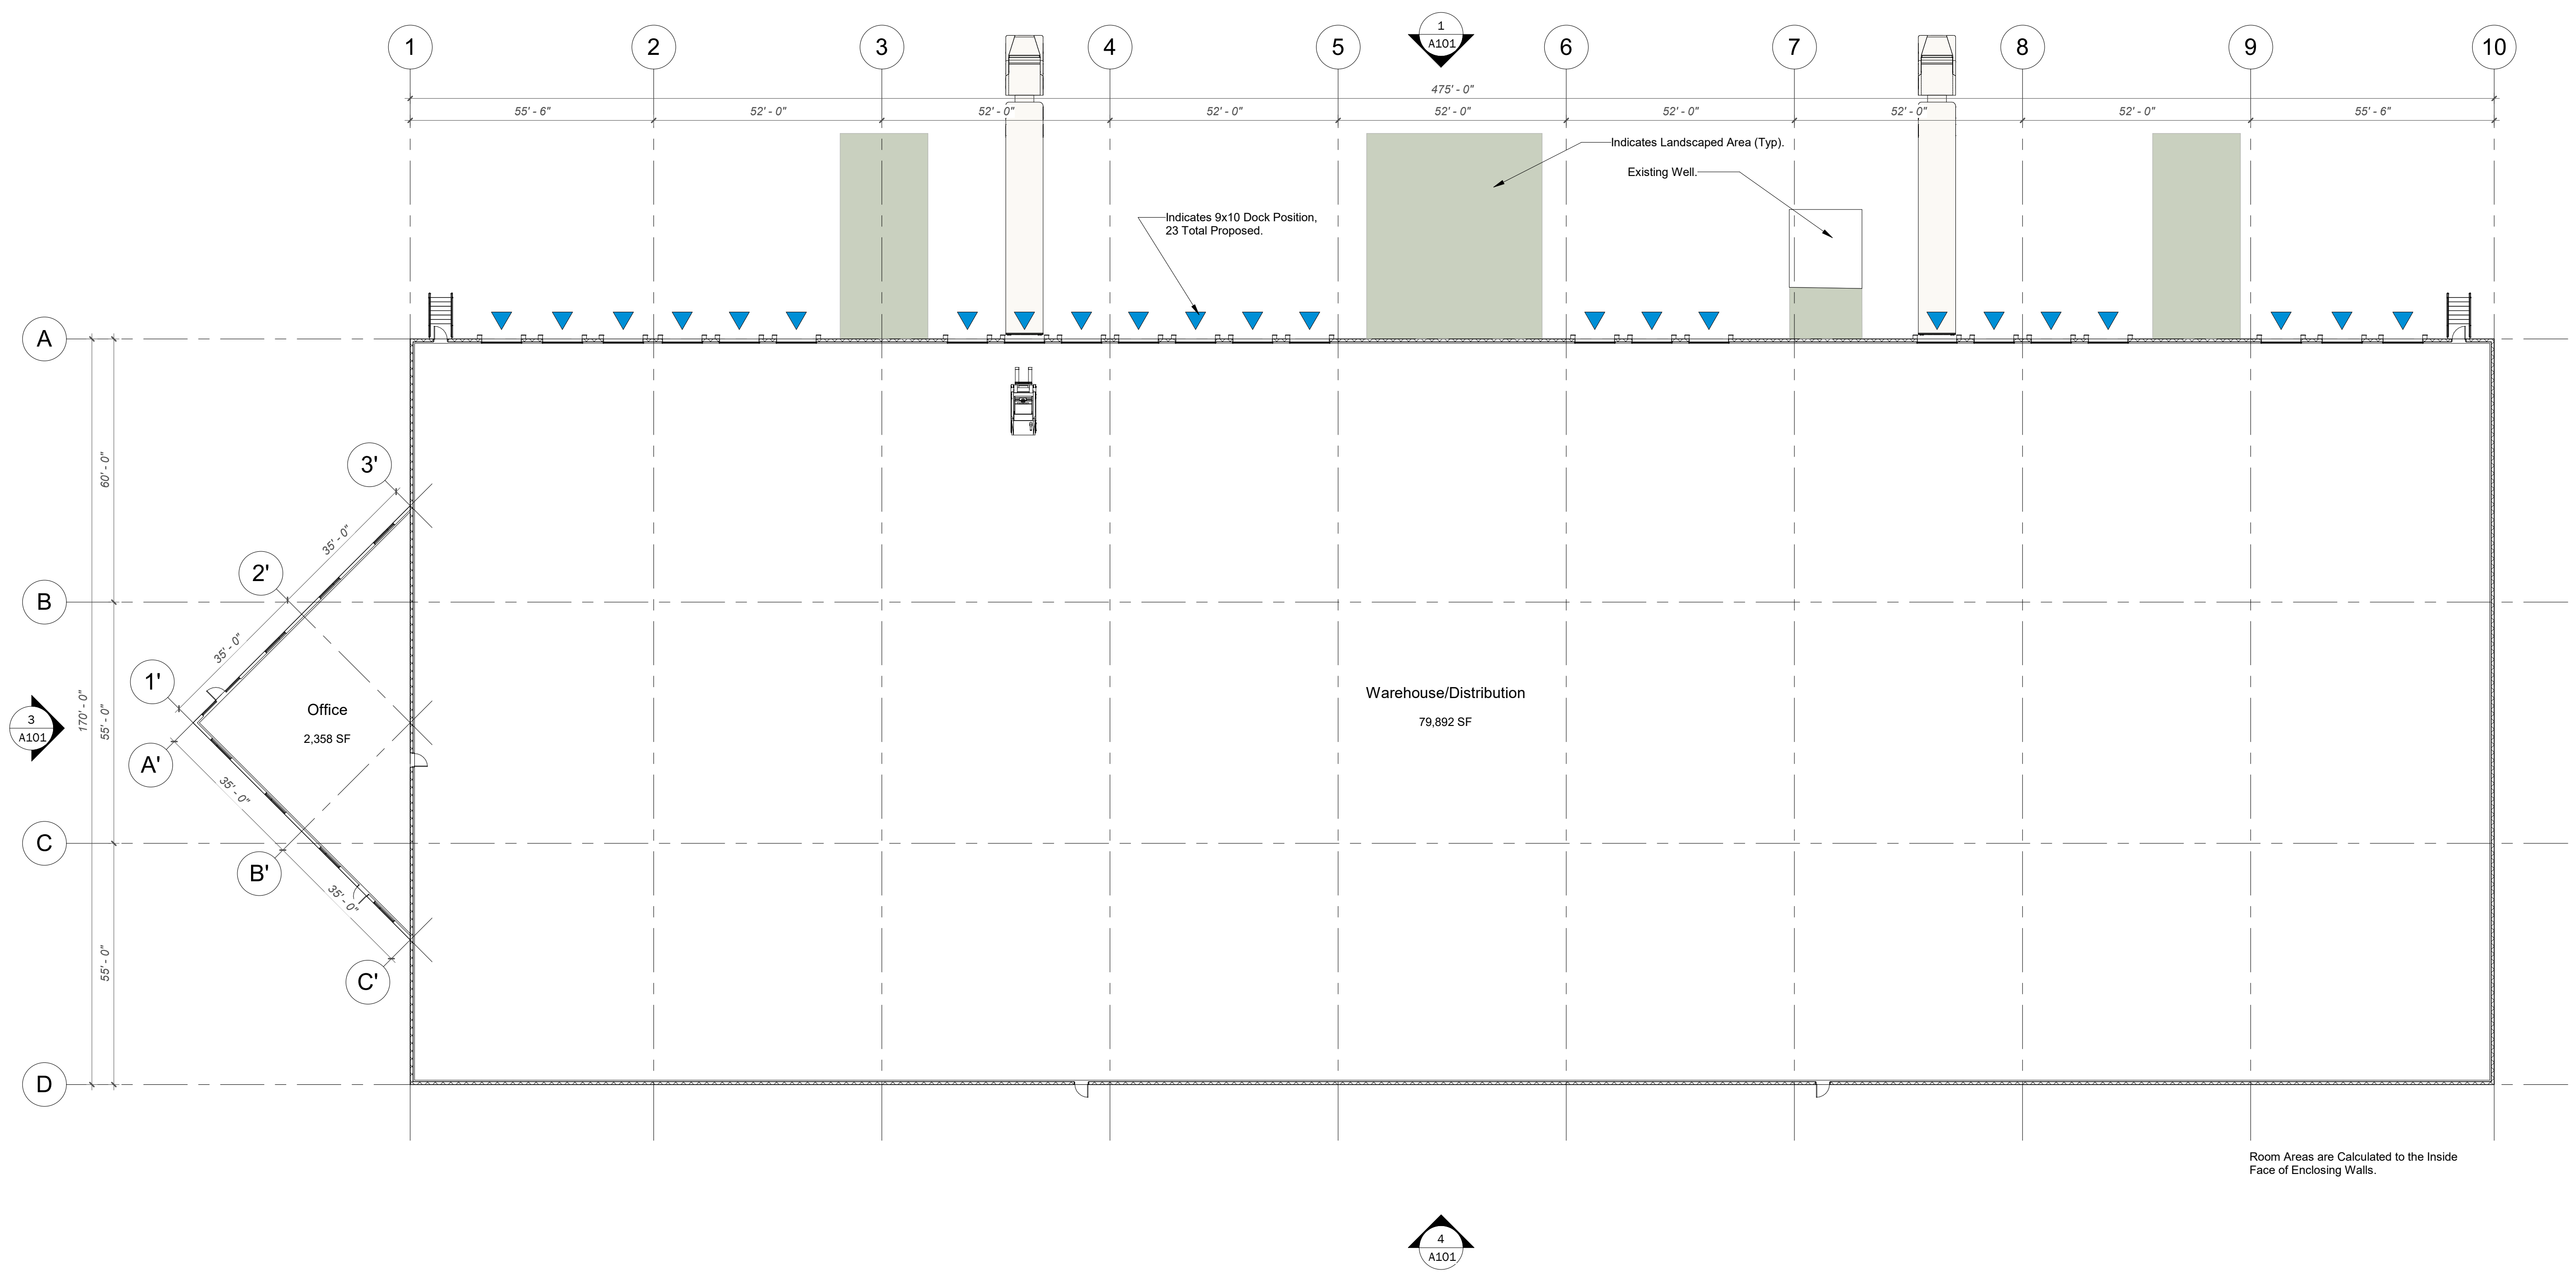 1
2
3
4
5
1
A101
6
7
8
9
10
475' - 0"
55' - 6"
52' - 0"
52' - 0"
52' - 0"
52' - 0"
52' - 0"
52' - 0"
52' - 0"
55' - 6"
Indicates Landscaped Area (Typ).
Existing Well.
Indicates 9x10 Dock Position,
23 Total Proposed.
A
60' - 0"
3'
35' - 0"
2'
B
35' - 0"
1'
170' - 0"
55' - 0"
3
A101
Office
2,358 SF
Warehouse/Distribution
79,892 SF
A'
35' - 0"
C
B'
35' - 0"
55' - 0"
C'
D
Room Areas are Calculated to the Inside
Face of Enclosing Walls.
4
A101